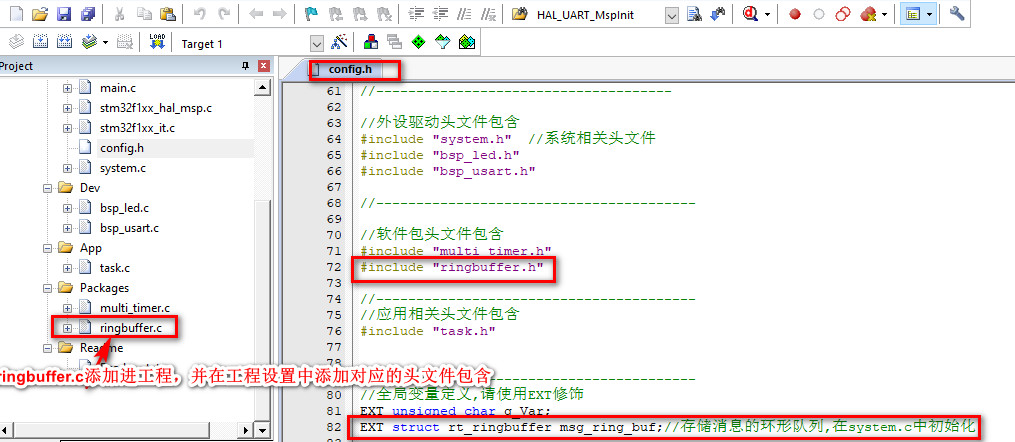 HAL_UART_MspInit
LOAD
Target 1
Project
main.c
stm32f1xx_hal_msp.c
stm32f1xx_it.c
config.h
system.c
Dev
bsp_led.c
bsp_usart.c
App
task.c
Packages
multi_timer.c
ringbuffer.c
Readme
ringbuffer.c添加进工程，并在工程设置中添加对应的头文件包含
config.h
61 //-------------------------------------
62
63 //外设驱动头文件包含
64 #include "system.h" //系统相关头文件
65 #include "bsp_led.h"
66 #include "bsp_usart.h"
67
68 //----------------------------------------
69
70 //软件包头文件包含
71 #include "multi_timer.h"
72 #include "ringbuffer.h"
73
74 //----------------------------------------
75 //应用相关头文件包含
76 #include "task.h"
77
78
----------------------------------------
80 //全局变量定义,请使用EXT修饰
81 EXT unsigned char g_Var;
82 EXT struct rt_ringbuffer msg_ring_buf;//存储消息的环形队列,在system.c中初始化